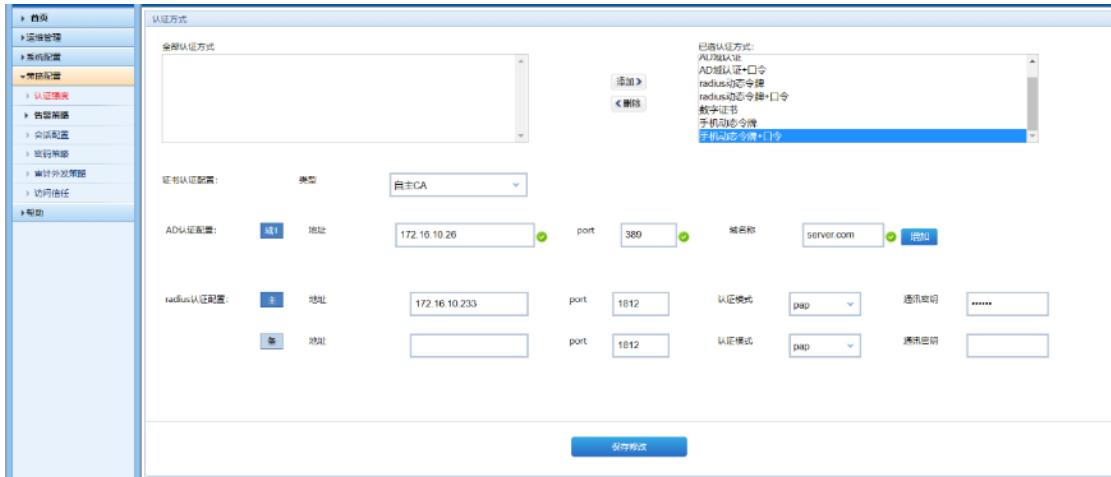 首页
运维管理
系统配置
策略配置
认证强度
告警策略
会话配置
密码策略
审计外发策略
访问信任
帮助
认证方式
全部认证方式
添加
删除
已选认证方式:
AD域认证
AD域认证+口令
radius动态令牌
radius动态令牌+口令
数字证书
手机动态令牌
手机动态令牌+口令
证书认证配置: 类型 自主CA
AD认证配置: 域1 地址 172.16.10.26 port 389 域名称 server.com 增加
radius认证配置: 主 地址 172.16.10.233 port 1812 认证模式 pap 通讯密钥 ••••••
备 地址 port 1812 认证模式 pap 通讯密钥
保存修改